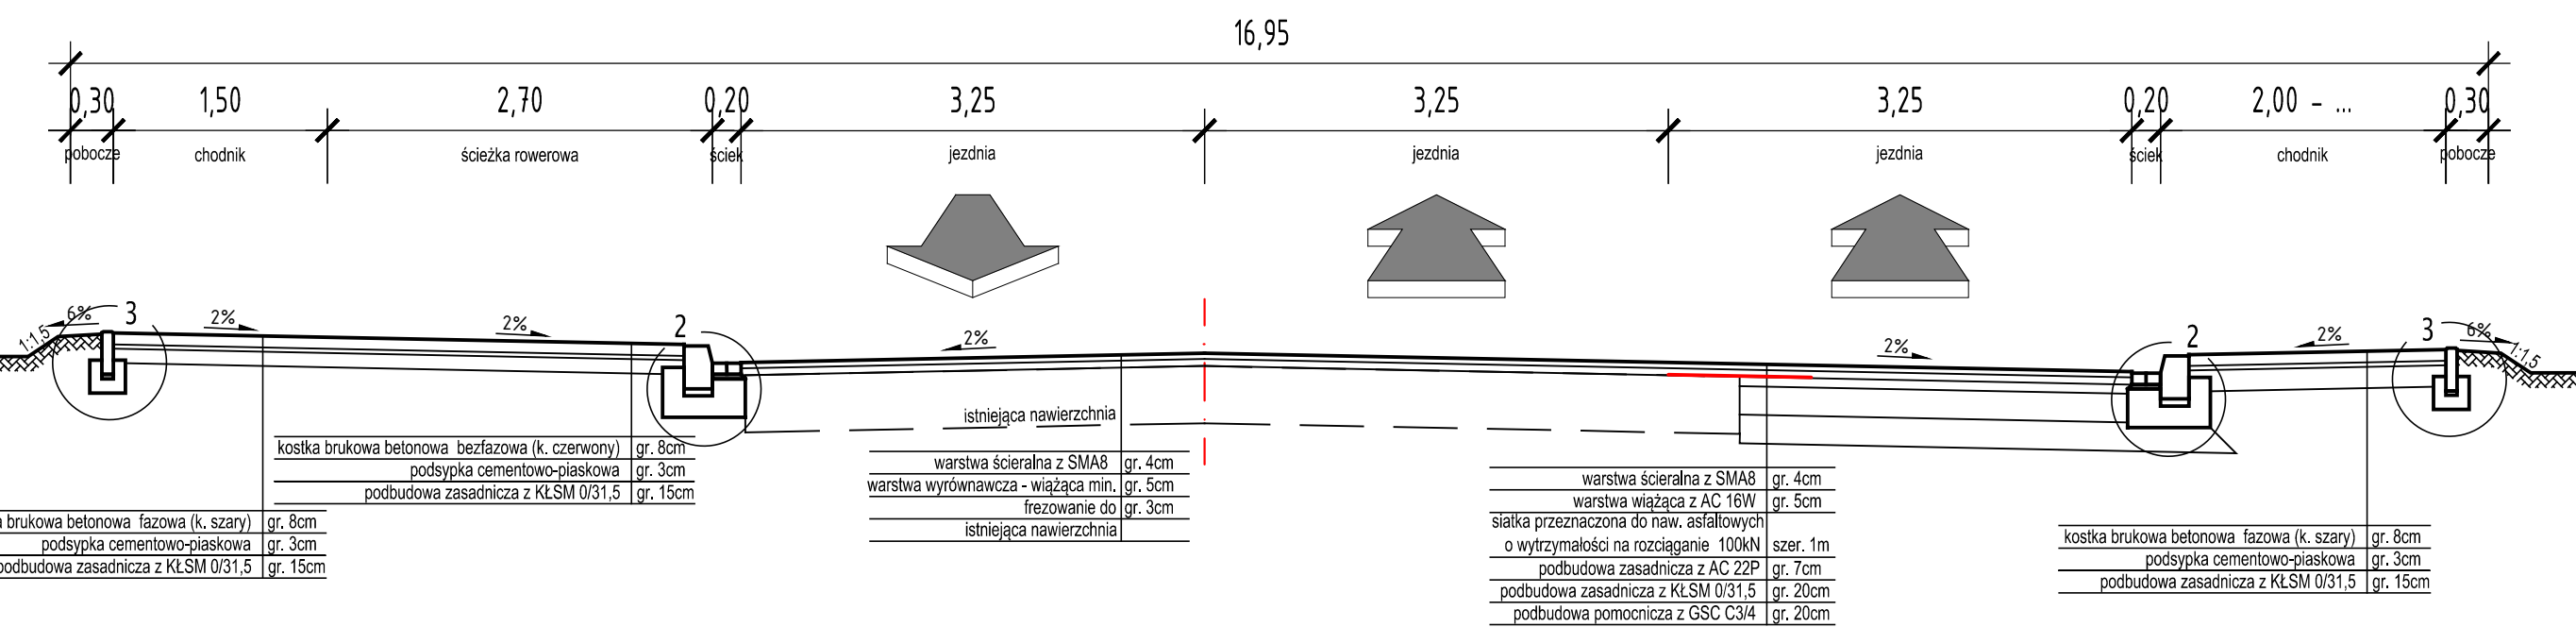 16,95
0,30 1,50 2,70 0,20 3,25 3,25 3,25 0,20 2,00 - ... 0,30
pobocze chodnik ścieżka rowerowa ściek jezdnia jezdnia jezdnia ściek chodnik pobocze
1:1,5 6% 3 2% 2% 2 2% 2% 2 2% 3 6% 1:1,5
istniejąca nawierzchnia
kostka brukowa betonowa bezfazowa (k. czerwony) gr. 8cm
podsypka cementowo-piaskowa gr. 3cm
podbudowa zasadnicza z KŁSM 0/31,5 gr. 15cm
a brukowa betonowa fazowa (k. szary) gr. 8cm
podsypka cementowo-piaskowa gr. 3cm
podbudowa zasadnicza z KŁSM 0/31,5 gr. 15cm
warstwa ścieralna z SMA8 gr. 4cm
warstwa wyrównawcza - wiążąca min. gr. 5cm
frezowanie do gr. 3cm
istniejąca nawierzchnia
warstwa ścieralna z SMA8 gr. 4cm
warstwa wiążąca z AC 16W gr. 5cm
siatka przeznaczona do naw. asfaltowych
o wytrzymałości na rozciąganie 100kN szer. 1m
podbudowa zasadnicza z AC 22P gr. 7cm
podbudowa zasadnicza z KŁSM 0/31,5 gr. 20cm
podbudowa pomocnicza z GSC C3/4 gr. 20cm
kostka brukowa betonowa fazowa (k. szary) gr. 8cm
podsypka cementowo-piaskowa gr. 3cm
podbudowa zasadnicza z KŁSM 0/31,5 gr. 15cm